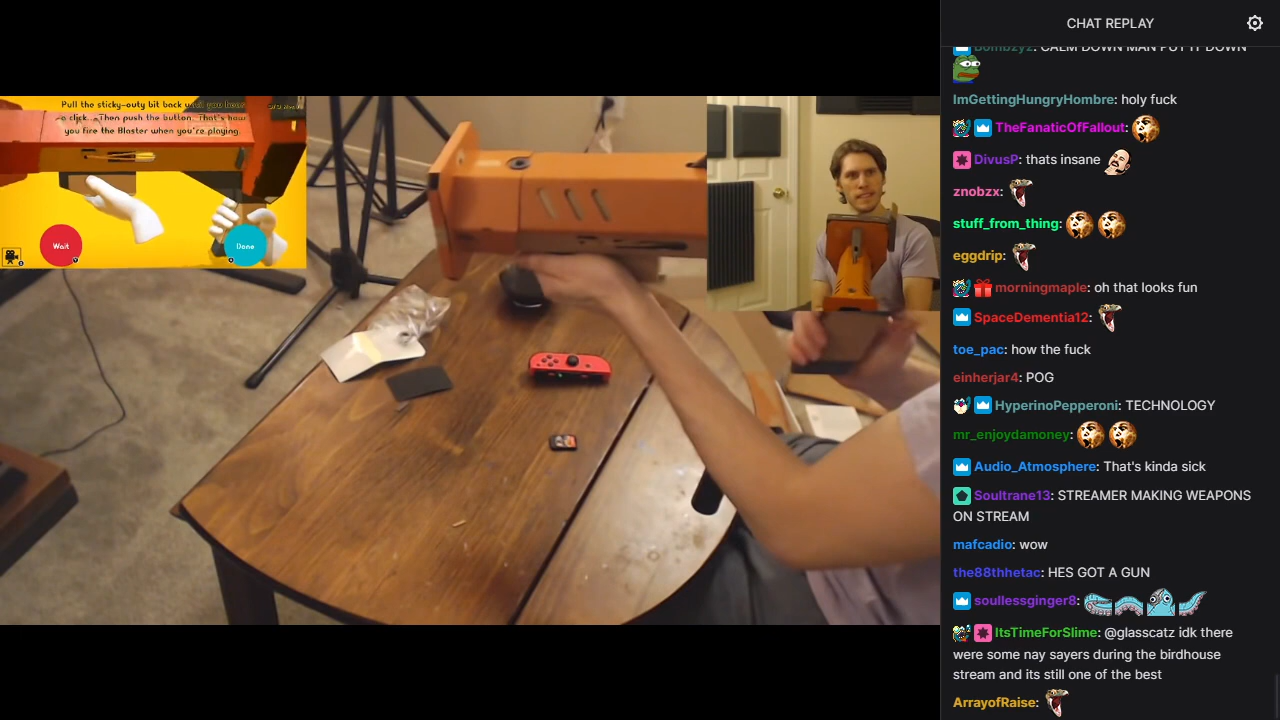 Pull the sticky-outy bit back until you hear
a click... Then push the button. That's how
you fire the Blaster when you're playing.
Wait
Done
CHAT REPLAY
Bombzyz: CALM DOWN MAN PUT IT DOWN
ImGettingHungryHombre: holy fuck
TheFanaticOfFallout:
DivusP: thats insane
znobzx:
stuff_from_thing:
eggdrip:
morningmaple: oh that looks fun
SpaceDementia12:
toe_pac: how the fuck
einherjar4: POG
HyperinoPepperoni: TECHNOLOGY
mr_enjoydamoney:
Audio_Atmosphere: That's kinda sick
Soultrane13: STREAMER MAKING WEAPONS
ON STREAM
mafcadio: wow
the88thhetac: HES GOT A GUN
soullessginger8:
ItsTimeForSlime: @glasscatz idk there
were some nay sayers during the birdhouse
stream and its still one of the best
ArrayofRaise: